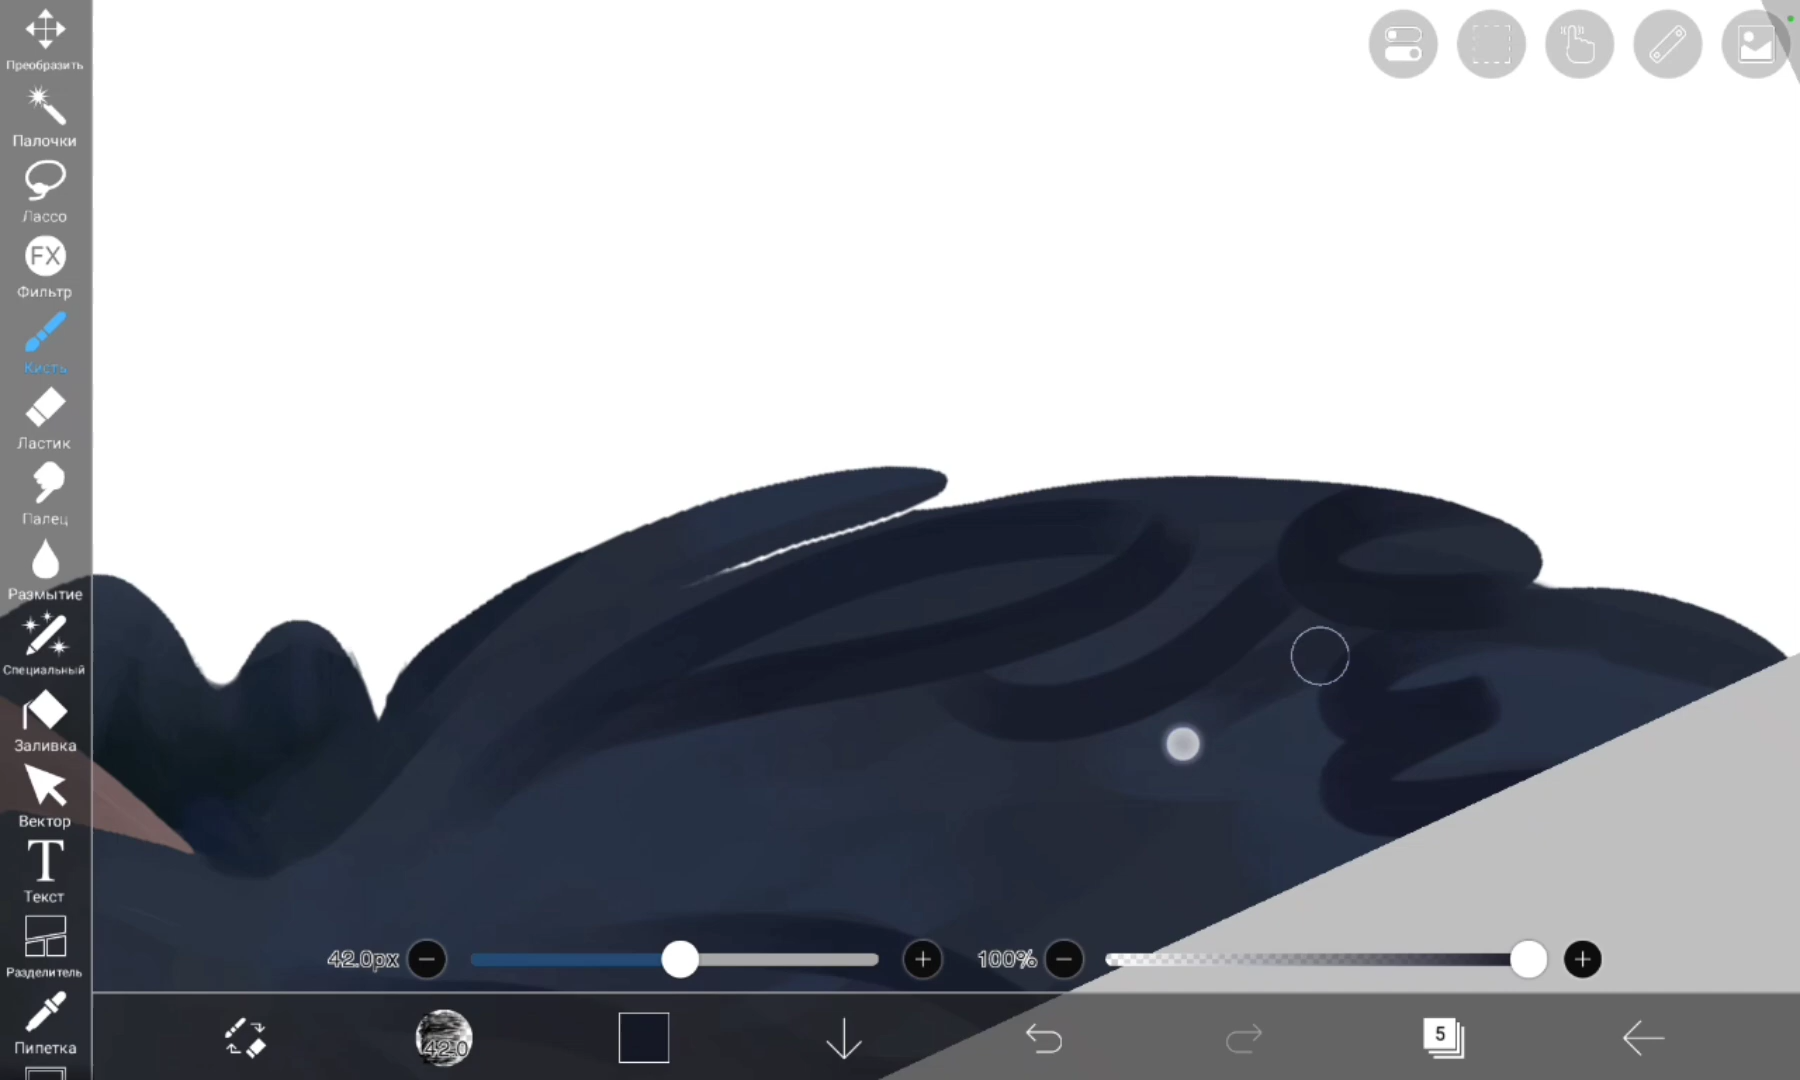 Преобразить
Палочки
Лассо
FX
Фильтр
Кисть
Ластик
Палец
Размытие
Специальный
Заливка
Вектор
T
Текст
Разделитель
Пипетка
42.0px
100%
42.0
5